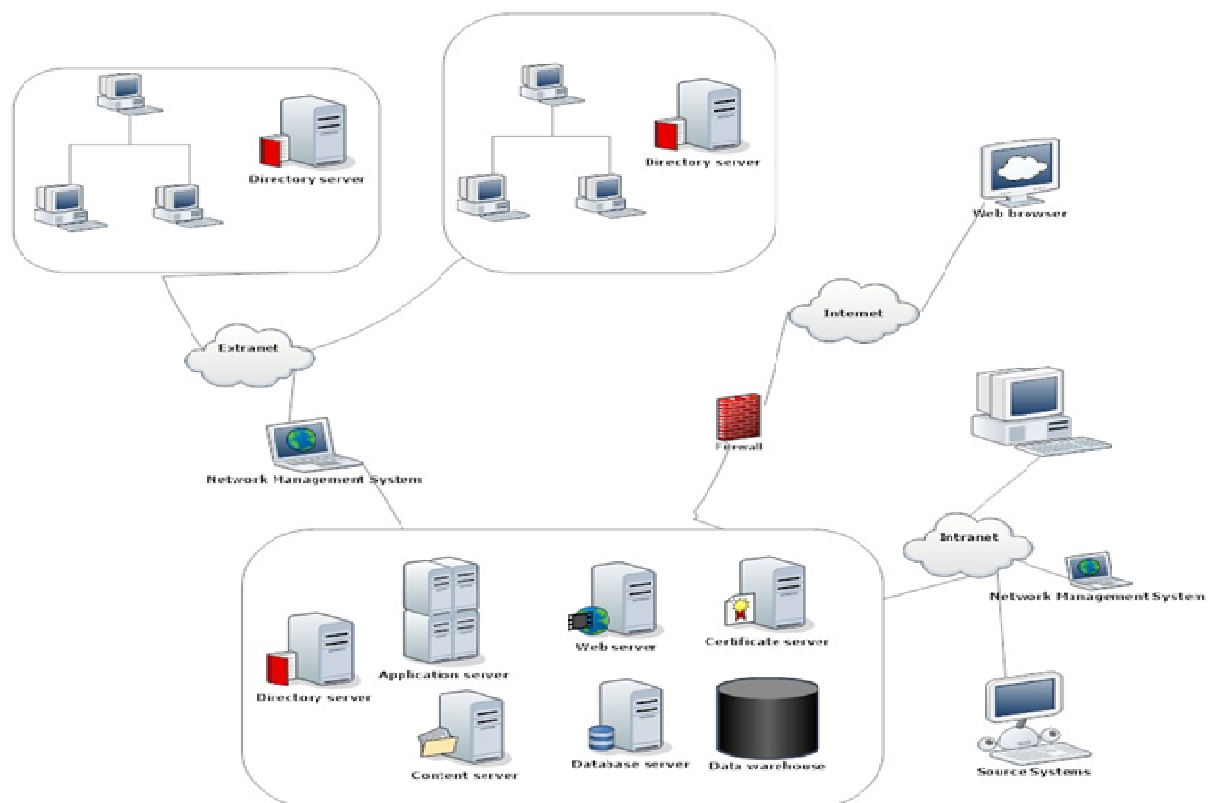 Directory server
Directory server
Web browser
Internet
Extranet
Firewall
Network Management System
Intranet
Network Management System
Web server
Certificate server
Application server
Directory server
Content server
Database server
Data warehouse
Source Systems